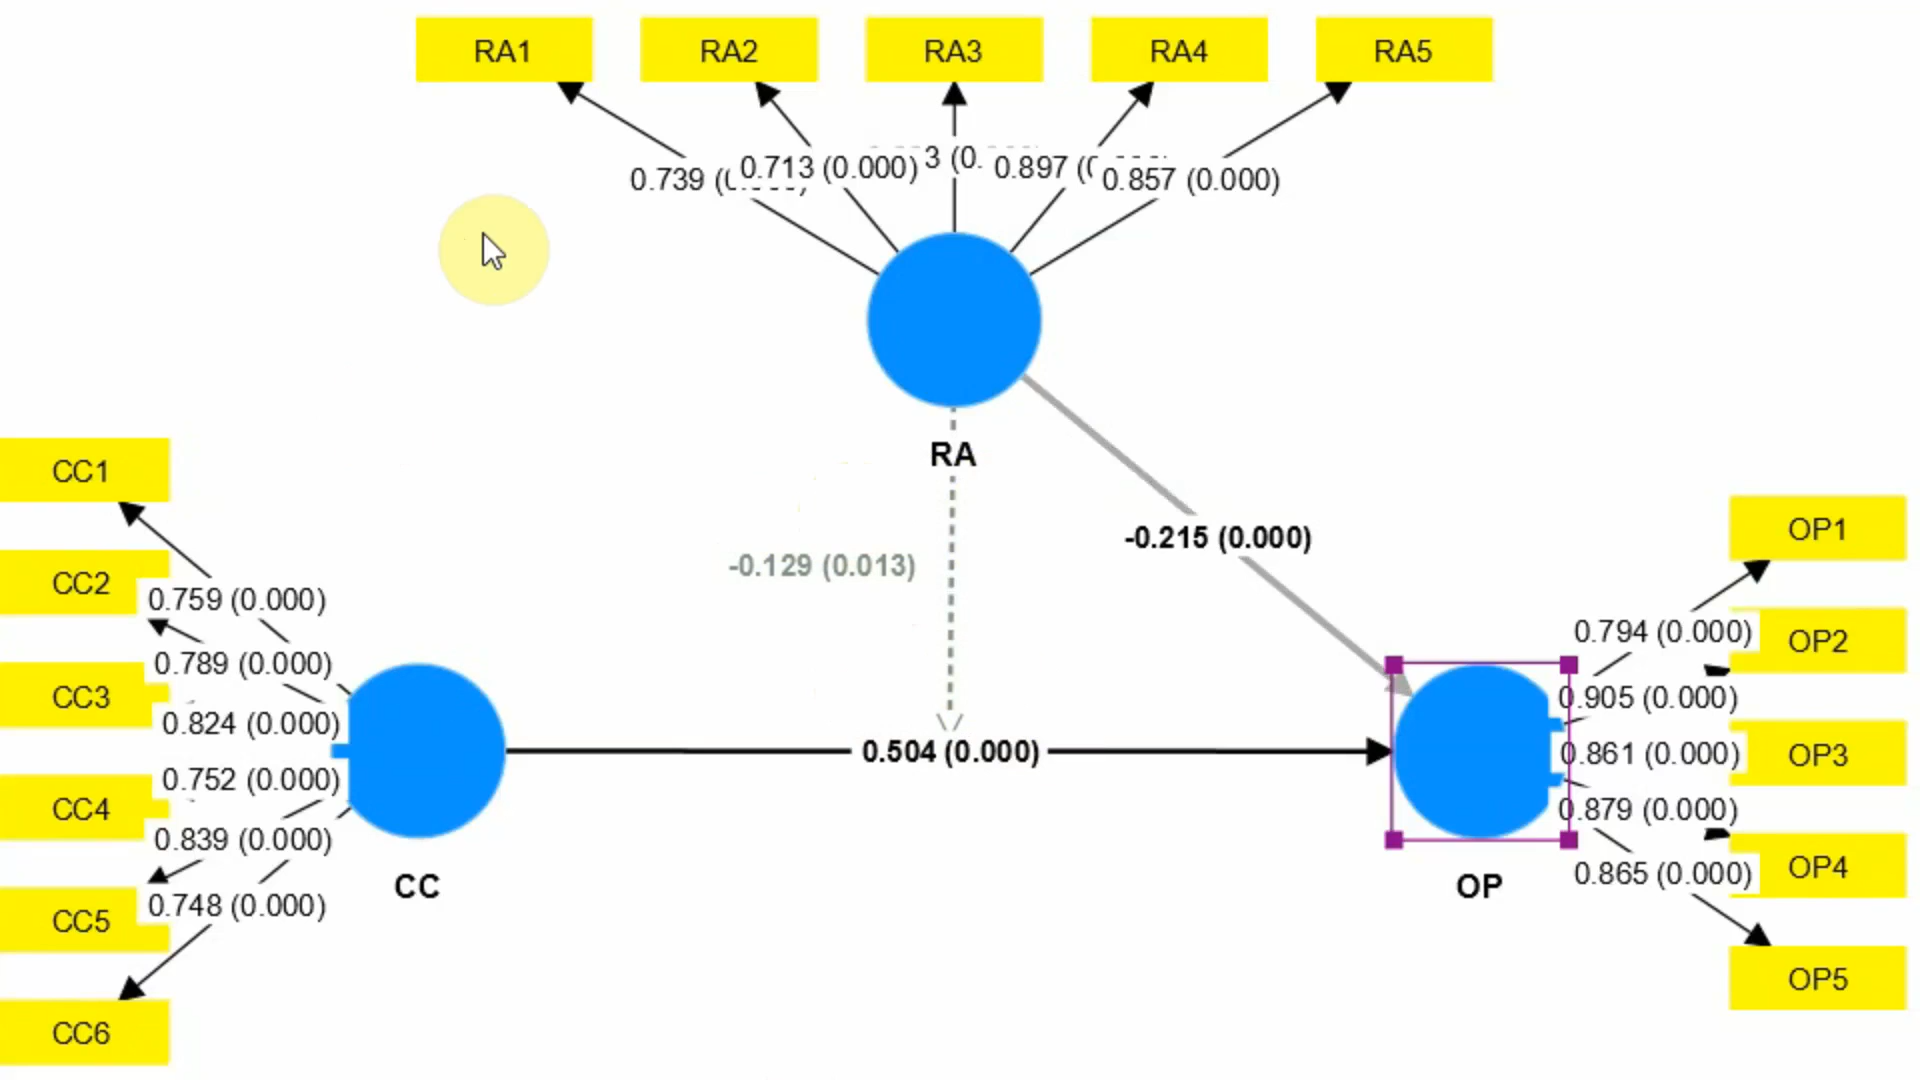 RA1 RA2 RA3 RA4 RA5
0.739 0.713 (0.000) 0.897 0.857 (0.000)
RA
CC1
CC2
CC3
CC4
CC5
CC6
0.759 (0.000)
0.789 (0.000)
0.824 (0.000)
0.752 (0.000)
0.839 (0.000)
0.748 (0.000)
CC
-0.129 (0.013)
-0.215 (0.000)
0.504 (0.000)
OP
0.794 (0.000)
0.905 (0.000)
0.861 (0.000)
0.879 (0.000)
0.865 (0.000)
OP1
OP2
OP3
OP4
OP5